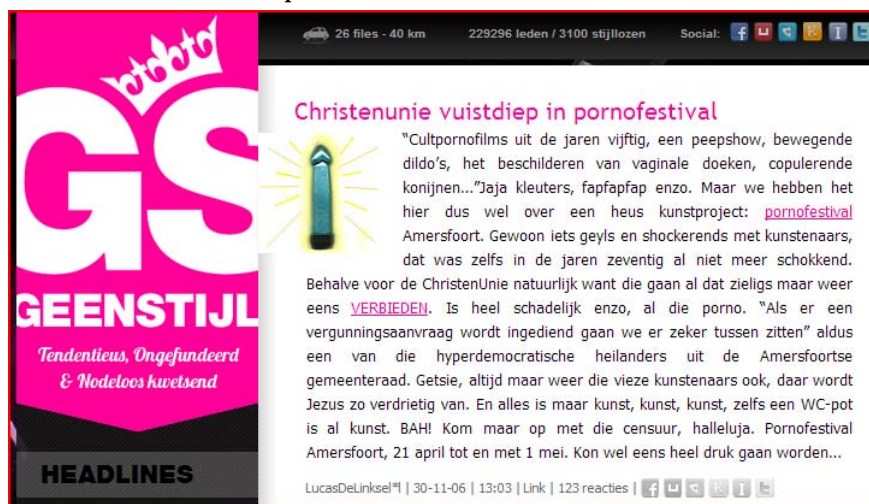 26 files - 40 km 229296 leden / 3100 stijllozen Social:
GS
GEENSTIJL
Tendentieus, Ongefundeerd
& Nodeloos kwetsend
HEADLINES
Christenunie vuistdiep in pornofestival
“Cultpornofilms uit de jaren vijftig, een peepshow, bewegende
dildo’s, het beschilderen van vaginale doeken, copulerende
konijnen...”Jaja kleuters, fapfapfap enzo. Maar we hebben het
hier dus wel over een heus kunstproject: pornofestival
Amersfoort. Gewoon iets geyls en shockerends met kunstenaars,
dat was zelfs in de jaren zeventig al niet meer schokkend.
Behalve voor de ChristenUnie natuurlijk want die gaan al dat zieligs maar weer
eens VERBIEDEN. Is heel schadelijk enzo, al die porno. “Als er een
vergunningsaanvraag wordt ingediend gaan we er zeker tussen zitten” aldus
een van die hyperdemocratische heilanders uit de Amersfoortse
gemeenteraad. Getsie, altijd maar weer die vieze kunstenaars ook, daar wordt
Jezus zo verdrietig van. En alles is maar kunst, kunst, kunst, zelfs een WC-pot
is al kunst. BAH! Kom maar op met die censuur, halleluja. Pornofestival
Amersfoort, 21 april tot en met 1 mei. Kon wel eens heel druk gaan worden...
LucasDeLinksel*l | 30-11-06 | 13:03 | Link | 123 reacties |